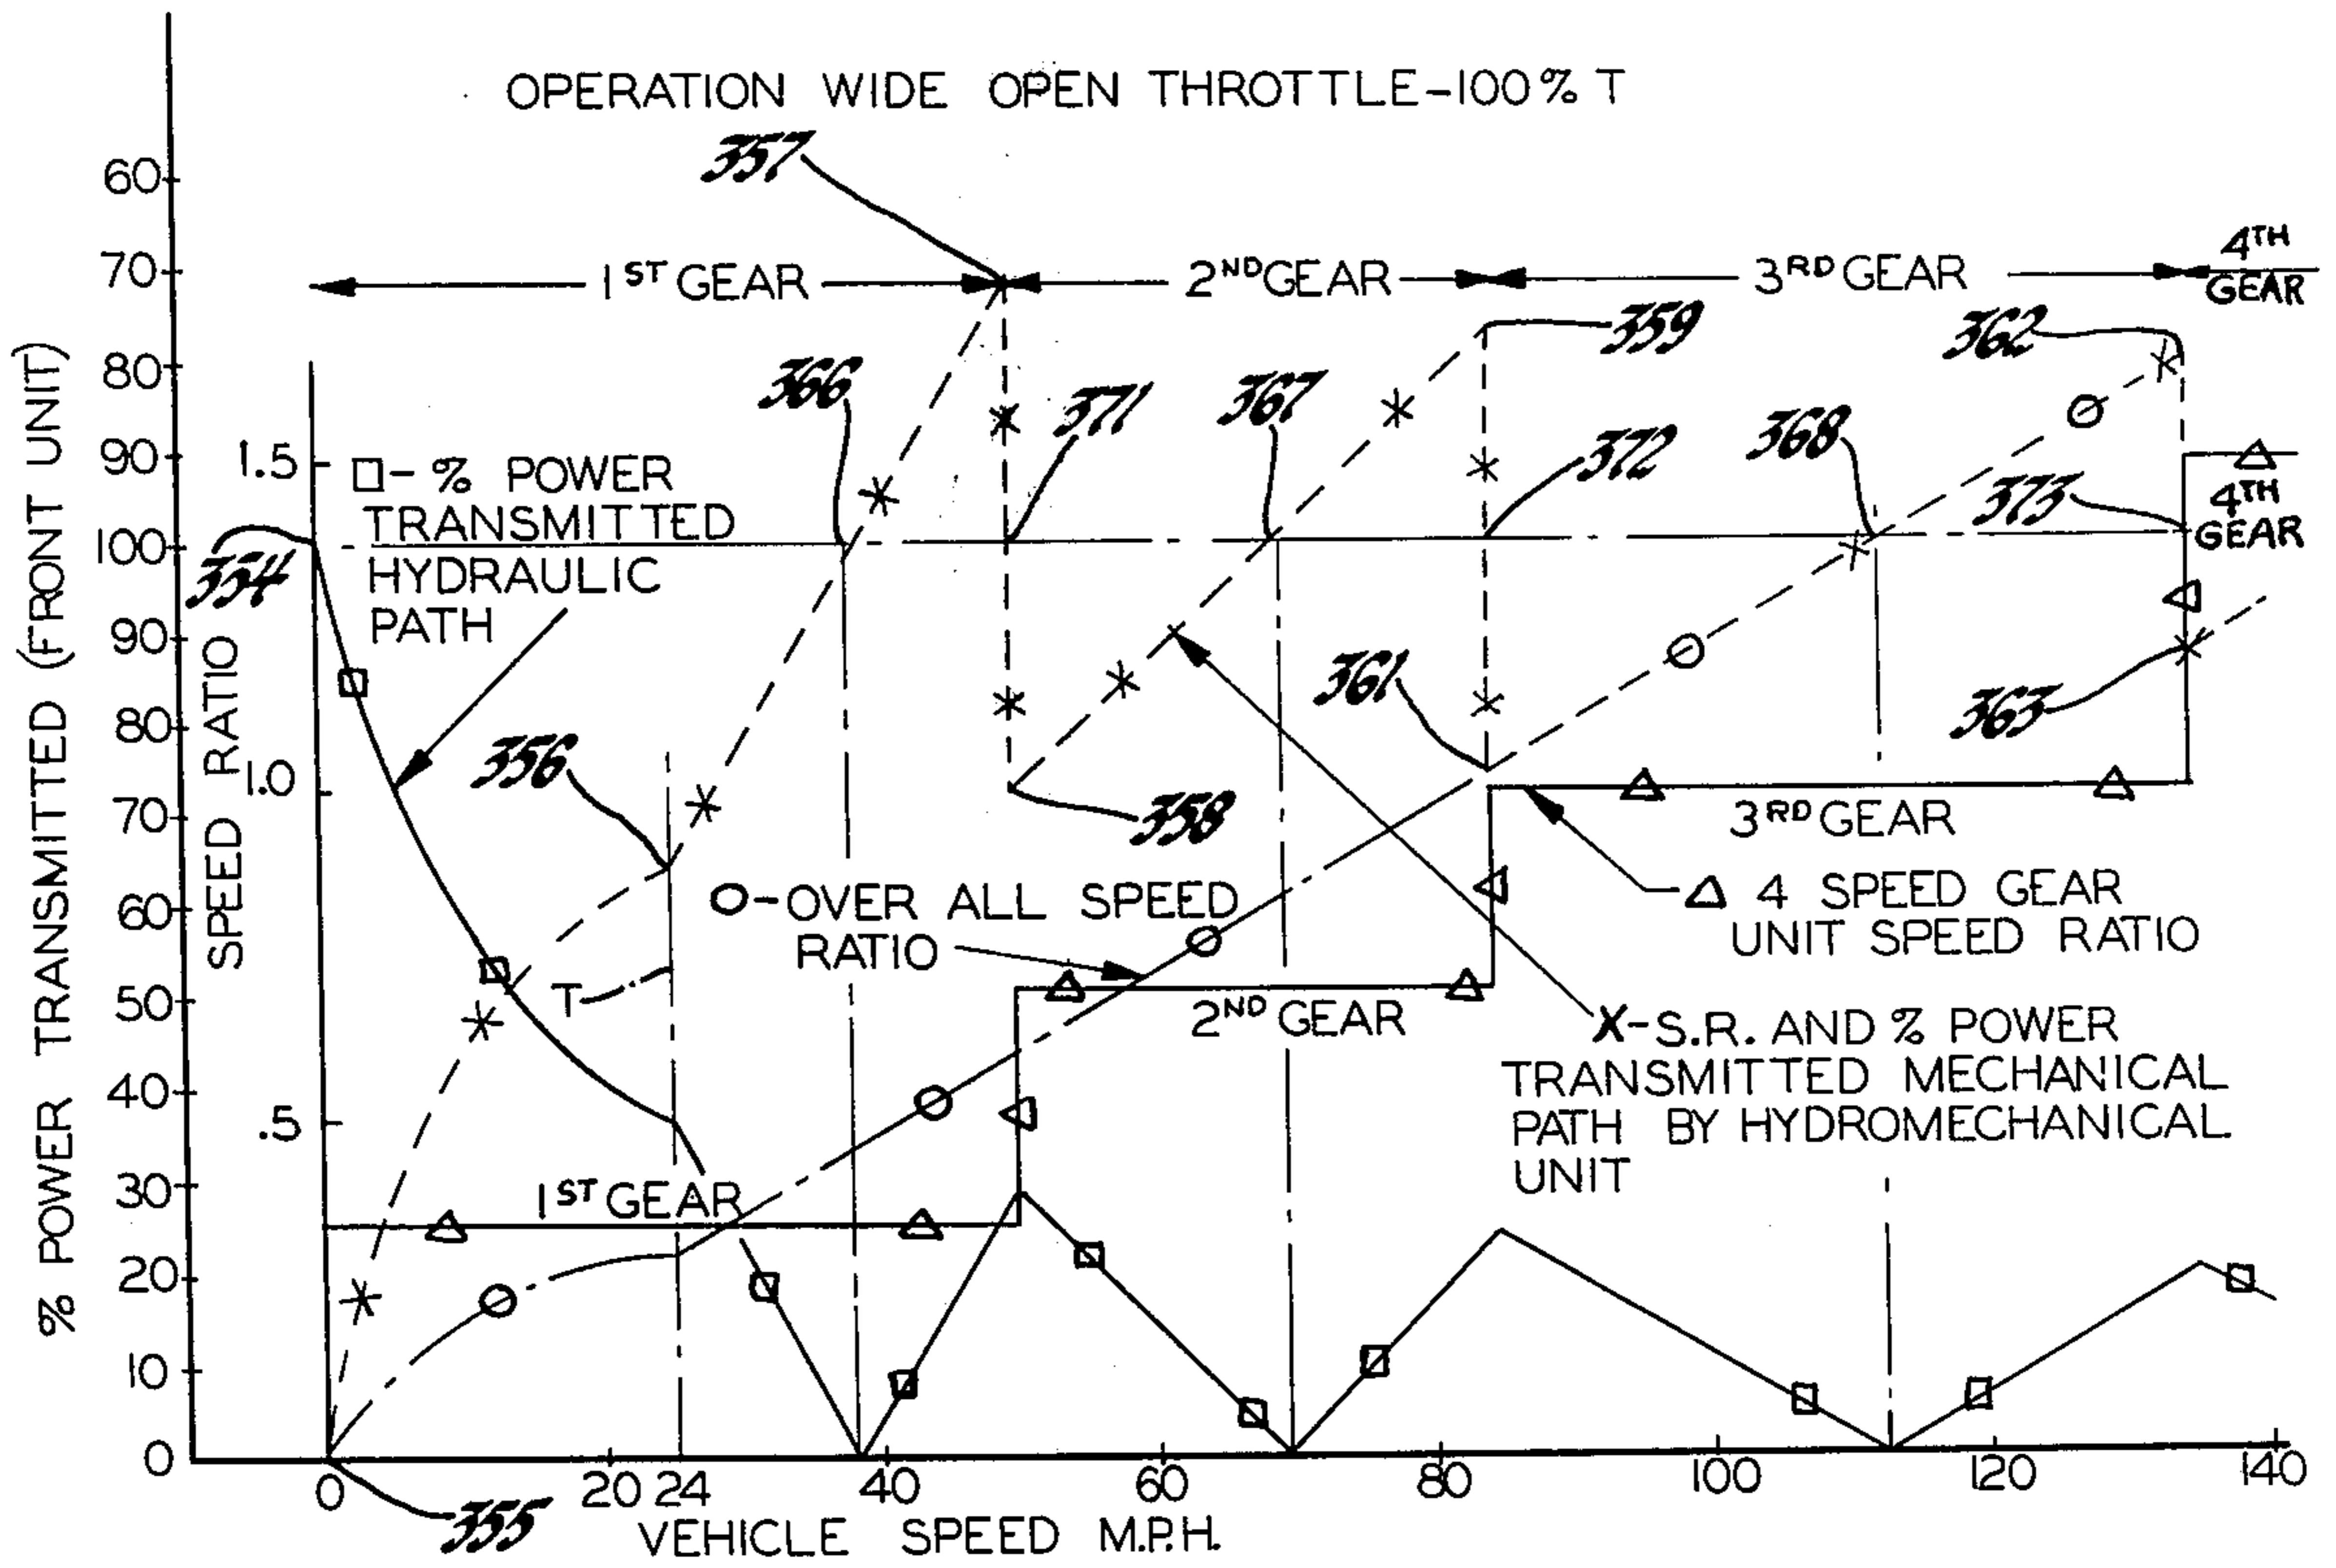 OPERATION WIDE OPEN THROTTLE-100% T
357
1ST GEAR
2ND GEAR
3RD GEAR
4TH
GEAR
359
362
366
371
367
372
368
373
4TH
GEAR
354
□-% POWER
TRANSMITTED
HYDRAULIC
PATH
356
358
361
363
3RD GEAR
O-OVER ALL SPEED
RATIO
T
△ 4 SPEED GEAR
UNIT SPEED RATIO
2ND GEAR
X-S.R. AND % POWER
TRANSMITTED MECHANICAL
PATH BY HYDROMECHANICAL
UNIT
1ST GEAR
% POWER TRANSMITTED (FRONT UNIT)
60
70
80
90
100
90
80
70
60
50
40
30
20
10
0
SPEED RATIO
1.5
1.0
.5
0 20 24 40 60 80 100 120 140
355
VEHICLE SPEED M.P.H.